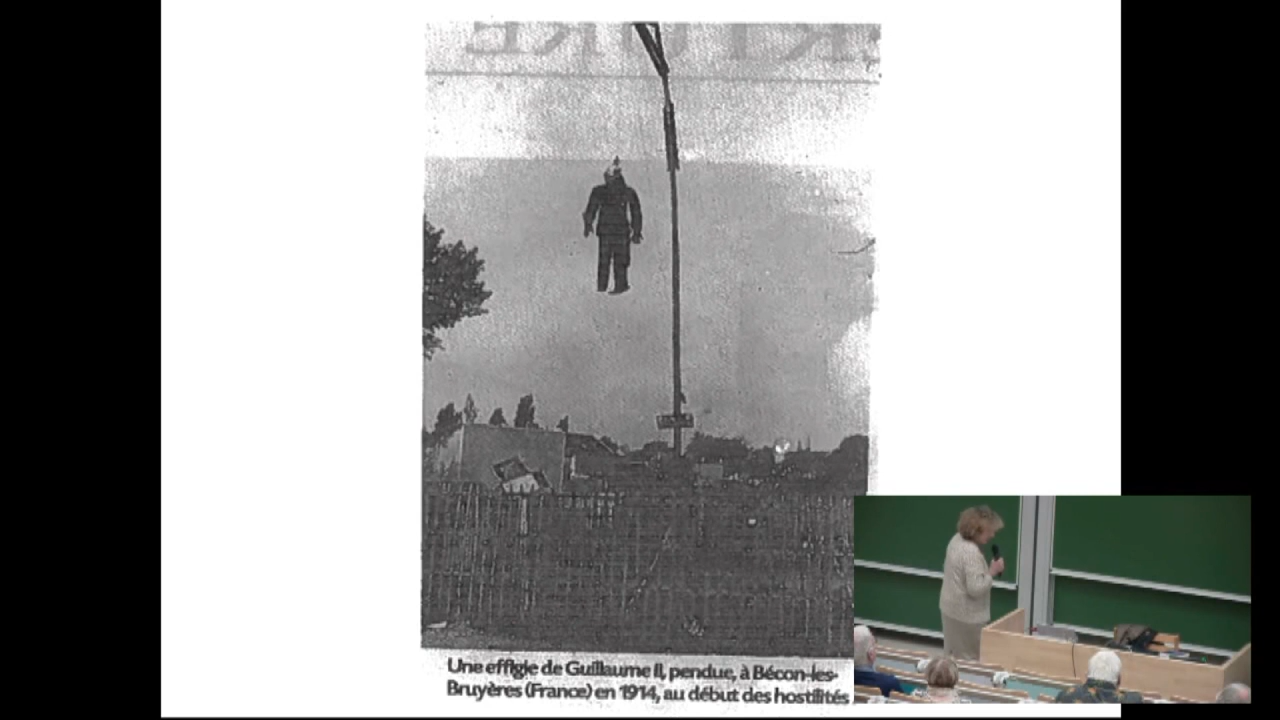 Une effigie de Guillaume II, pendue, à Bécon-les-
Bruyères (France) en 1914, au début des hostilités